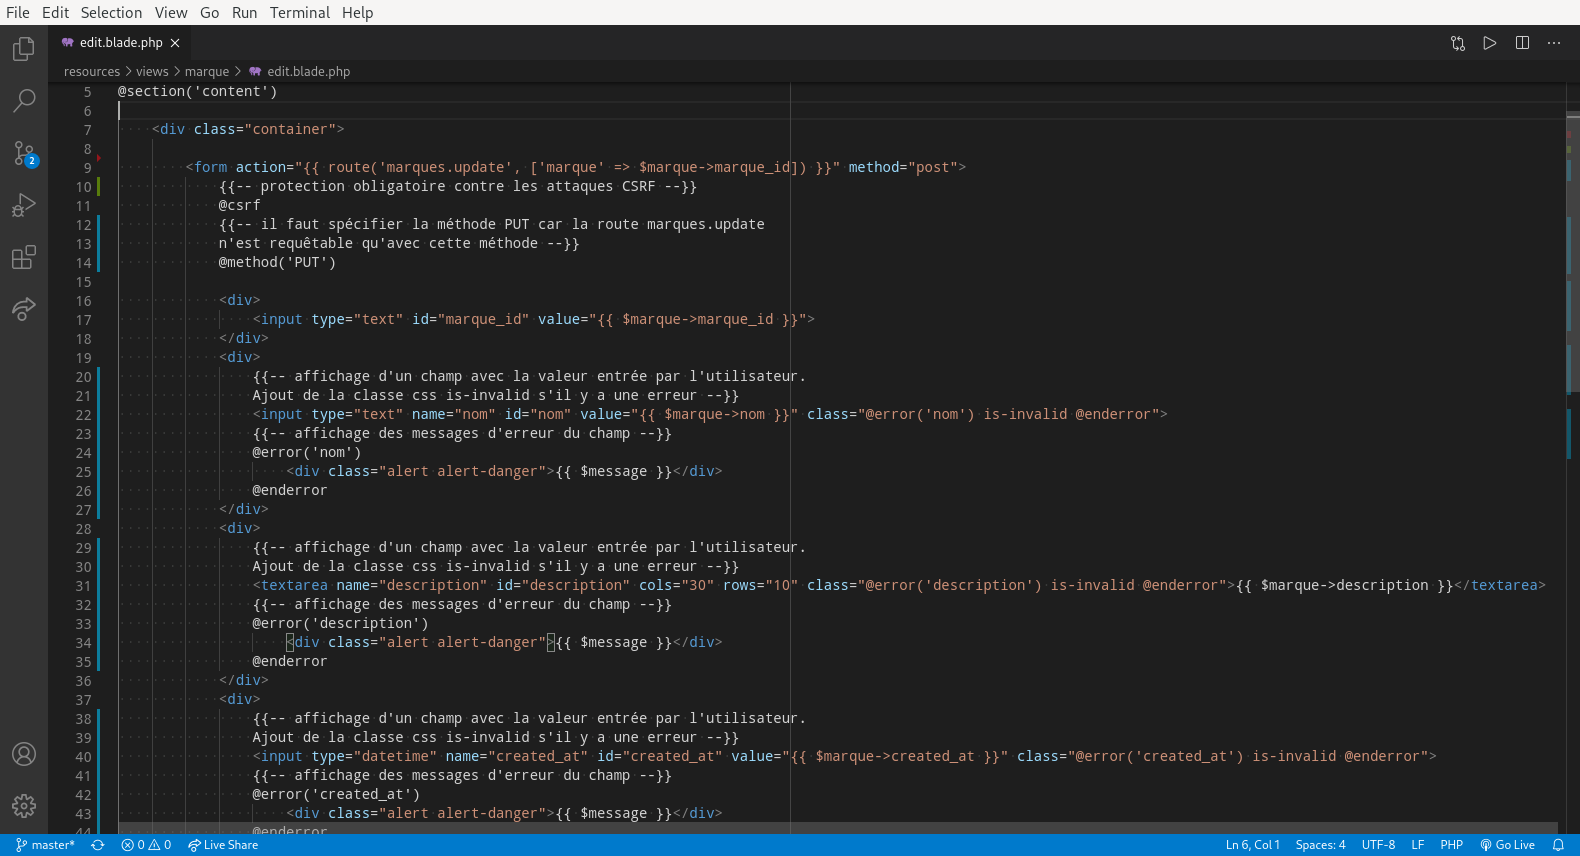 File Edit Selection View Go Run Terminal Help
edit.blade.php
resources > views > marque > edit.blade.php
5 @section('content')
6
7 <div class="container">
8
9 <form action="{{ route('marques.update', ['marque' => $marque->marque_id]) }}" method="post">
10 {{-- protection obligatoire contre les attaques CSRF --}}
11 @csrf
12 {{-- il faut spécifier la méthode PUT car la route marques.update
13 n'est requêtable qu'avec cette méthode --}}
14 @method('PUT')
15
16 <div>
17 <input type="text" id="marque_id" value="{{ $marque->marque_id }}">
18 </div>
19 <div>
20 {{-- affichage d'un champ avec la valeur entrée par l'utilisateur.
21 Ajout de la classe css is-invalid s'il y a une erreur --}}
22 <input type="text" name="nom" id="nom" value="{{ $marque->nom }}" class="@error('nom') is-invalid @enderror">
23 {{-- affichage des messages d'erreur du champ --}}
24 @error('nom')
25 <div class="alert alert-danger">{{ $message }}</div>
26 @enderror
27 </div>
28 <div>
29 {{-- affichage d'un champ avec la valeur entrée par l'utilisateur.
30 Ajout de la classe css is-invalid s'il y a une erreur --}}
31 <textarea name="description" id="description" cols="30" rows="10" class="@error('description') is-invalid @enderror">{{ $marque->description }}</textarea>
32 {{-- affichage des messages d'erreur du champ --}}
33 @error('description')
34 <div class="alert alert-danger">{{ $message }}</div>
35 @enderror
36 </div>
37 <div>
38 {{-- affichage d'un champ avec la valeur entrée par l'utilisateur.
39 Ajout de la classe css is-invalid s'il y a une erreur --}}
40 <input type="datetime" name="created_at" id="created_at" value="{{ $marque->created_at }}" class="@error('created_at') is-invalid @enderror">
41 {{-- affichage des messages d'erreur du champ --}}
42 @error('created_at')
43 <div class="alert alert-danger">{{ $message }}</div>
44 @enderror
2
master* 0 0 Live Share Ln 6, Col 1 Spaces: 4 UTF-8 LF PHP Go Live